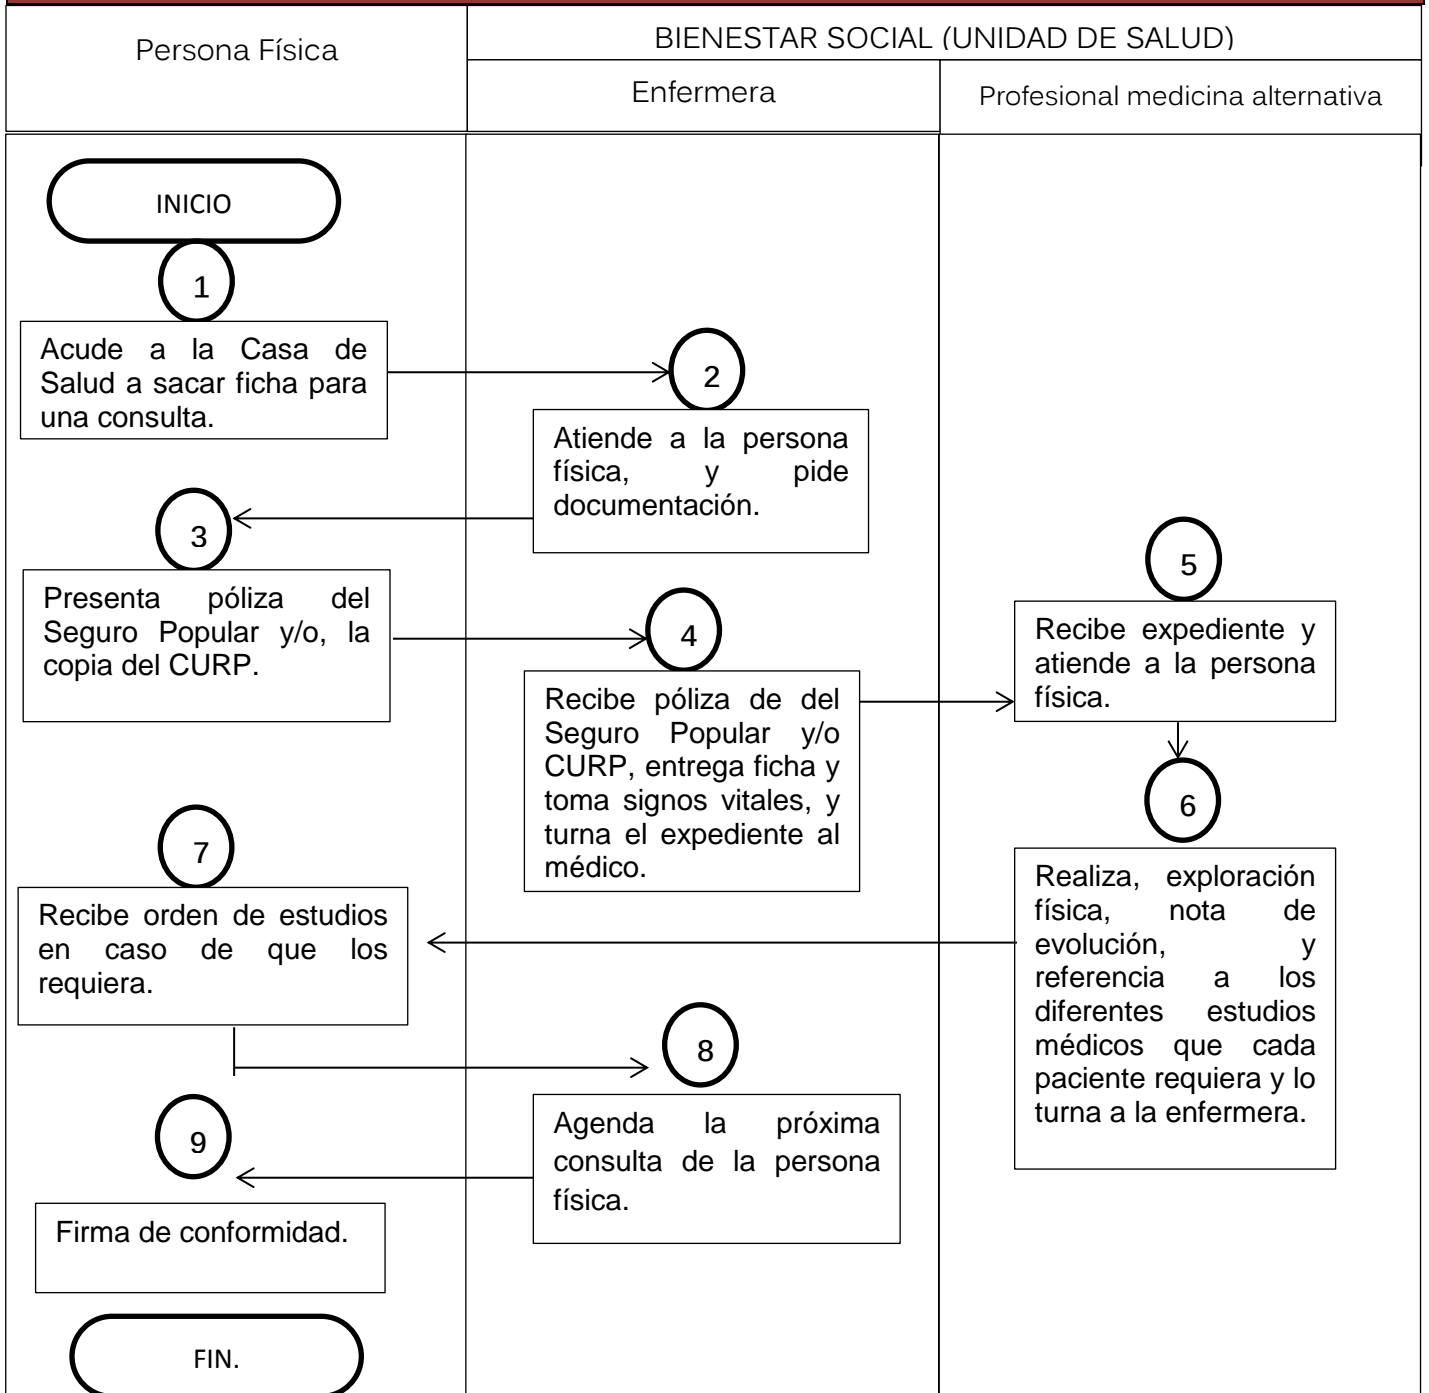 Persona Física
BIENESTAR SOCIAL (UNIDAD DE SALUD)
Enfermera
Profesional medicina alternativa
INICIO
1
Acude a la Casa de
Salud a sacar ficha para
una consulta.
2
Atiende a la persona
física, y pide
documentación.
3
Presenta póliza del
Seguro Popular y/o, la
copia del CURP.
4
Recibe póliza de del
Seguro Popular y/o
CURP, entrega ficha y
toma signos vitales, y
turna el expediente al
médico.
5
Recibe expediente y
atiende a la persona
física.
6
Realiza, exploración
física, nota de
evolución, y
referencia a los
diferentes estudios
médicos que cada
paciente requiera y lo
turna a la enfermera.
7
Recibe orden de estudios
en caso de que los
requiera.
8
Agenda la próxima
consulta de la persona
física.
9
Firma de conformidad.
FIN.